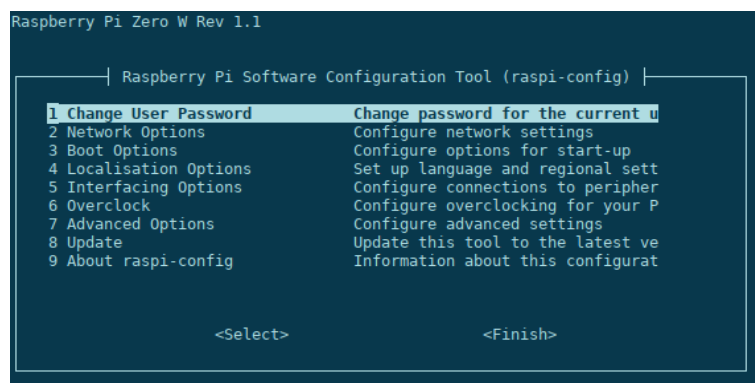 Raspberry Pi Zero W Rev 1.1
Raspberry Pi Software Configuration Tool (raspi-config)
1 Change User Password Change password for the current u
2 Network Options Configure network settings
3 Boot Options Configure options for start-up
4 Localisation Options Set up language and regional sett
5 Interfacing Options Configure connections to peripher
6 Overclock Configure overclocking for your P
7 Advanced Options Configure advanced settings
8 Update Update this tool to the latest ve
9 About raspi-config Information about this configurat
<Select> <Finish>